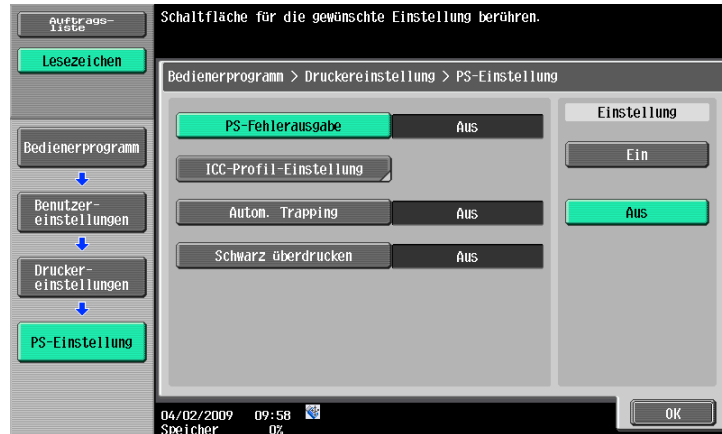 Auftrags-
liste
Schaltfläche für die gewünschte Einstellung berühren.
Lesezeichen
Bedienerprogramm > Druckereinstellung > PS-Einstellung
PS-Fehlerausgabe Aus
Einstellung
Bedienerprogramm
ICC-Profil-Einstellung
Ein
Benutzer-
einstellungen
Autom. Trapping Aus
Aus
Schwarz überdrucken Aus
Drucker-
einstellungen
PS-Einstellung
04/02/2009 09:58
Speicher 0%
OK